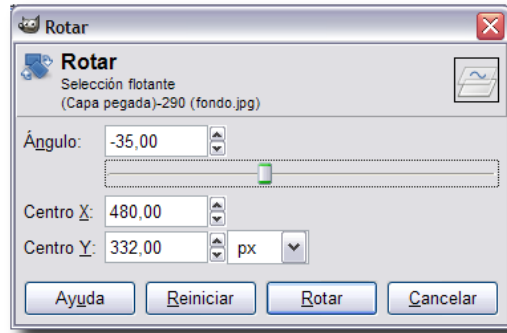 Rotar
Rotar
Selección flotante
(Capa pegada)-290 (fondo.jpg)
Ángulo: -35,00
Centro X: 480,00
Centro Y: 332,00 px
Ayuda Reiniciar Rotar Cancelar